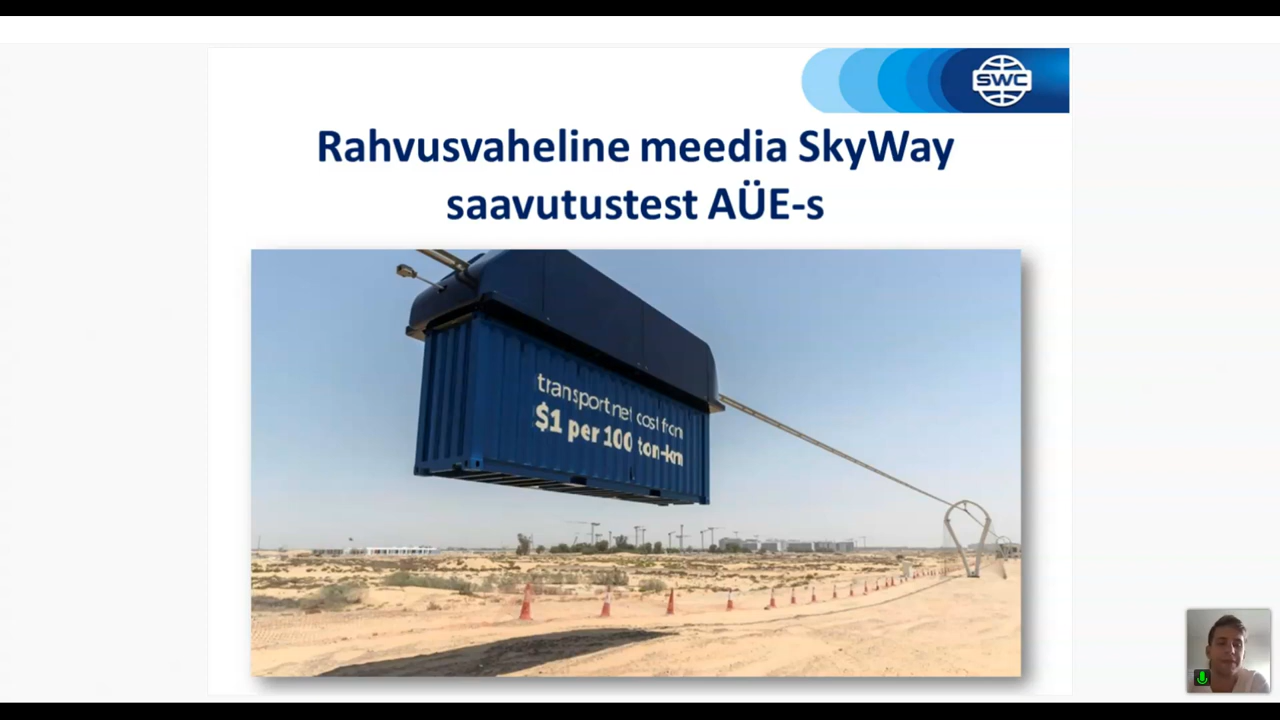 SWC
Rahvusvaheline meedia SkyWay
saavutustest AÜE-s
transport net cost from
$1 per 100 ton-km